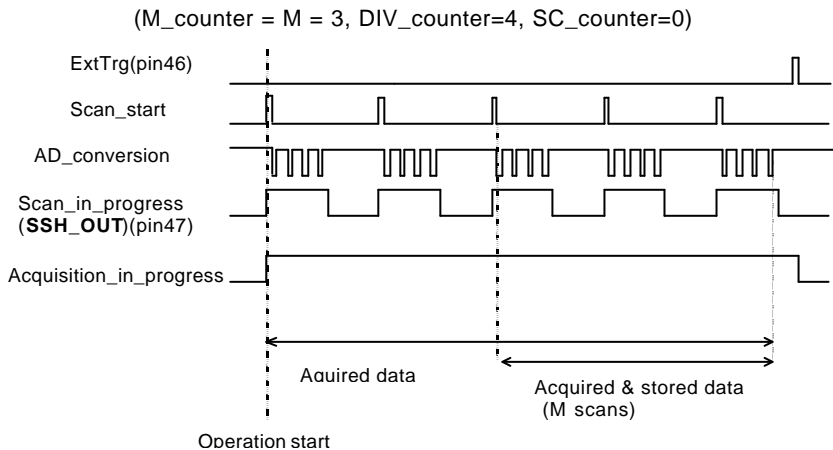 (M_counter = M = 3, DIV_counter=4, SC_counter=0)
ExtTrg(pin46)
Scan_start
AD_conversion
Scan_in_progress
(SSH_OUT)(pin47)
Acquisition_in_progress
Aquired data
Acquired & stored data
(M scans)
Operation start